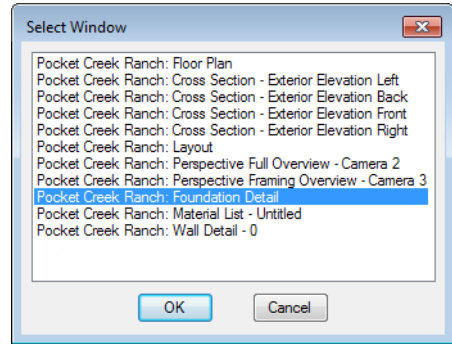 Select Window
Pocket Creek Ranch: Floor Plan
Pocket Creek Ranch: Cross Section - Exterior Elevation Left
Pocket Creek Ranch: Cross Section - Exterior Elevation Back
Pocket Creek Ranch: Cross Section - Exterior Elevation Front
Pocket Creek Ranch: Cross Section - Exterior Elevation Right
Pocket Creek Ranch: Layout
Pocket Creek Ranch: Perspective Full Overview - Camera 2
Pocket Creek Ranch: Perspective Framing Overview - Camera 3
Pocket Creek Ranch: Foundation Detail
Pocket Creek Ranch: Material List - Untitled
Pocket Creek Ranch: Wall Detail - 0
OK Cancel